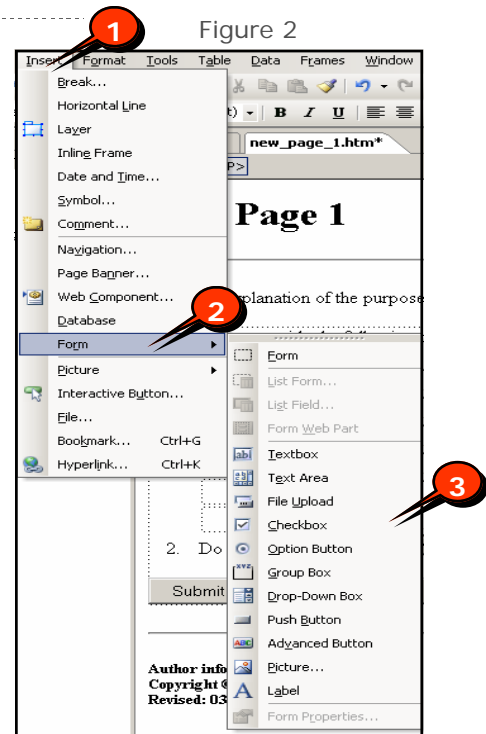 Figure 2
1
Insert Format Tools Table Data Frames Window
Break...
Horizontal Line
Layer
Inline Frame
Date and Time...
Symbol...
Comment...
Navigation...
Page Banner...
Web Component...
Database
Form
Picture
Interactive Button...
File...
Bookmark... Ctrl+G
Hyperlink... Ctrl+K
2
t) B I U
new_page_1.htm*
P>
Page 1
planation of the purpose
Form
List Form...
List Field...
Form Web Part
Textbox
Text Area
File Upload
Checkbox
Option Button
Group Box
Drop-Down Box
Push Button
Advanced Button
Picture...
Label
Form Properties...
3
2. Do
Submit
Author info
Copyright ©
Revised: 03